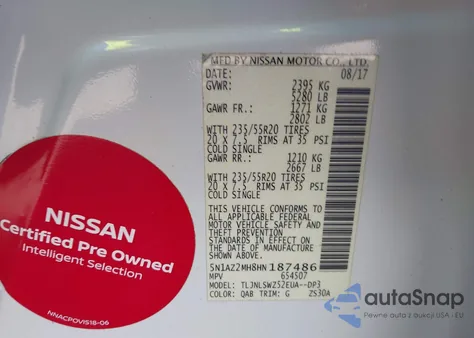 MFD BY NISSAN MOTOR CO., LTD.
DATE: 08/17
GVWR: 2395 KG
5280 LB
GAWR FR.: 1271 KG
2802 LB
WITH 235/55R20 TIRES
20 X 7.5 RIMS AT 35 PSI
COLD SINGLE
GAWR RR.: 1210 KG
2667 LB
WITH 235/55R20 TIRES
20 X 7.5 RIMS AT 35 PSI
COLD SINGLE
THIS VEHICLE CONFORMS TO
ALL APPLICABLE FEDERAL
MOTOR VEHICLE SAFETY AND
THEFT PREVENTION
STANDARDS IN EFFECT ON
THE DATE OF MANUFACTURE
SHOWN ABOVE.
5N1AZ2MH8HN187486
MPV 654507
MODEL: TLJNLSWZ52EUA--DP3
COLOR: QAB TRIM: G ZS30A
NISSAN
Certified Pre Owned
Intelligent Selection
NNACPOVIS18-06
autaSnap
Pewne auta z USA i Kanady